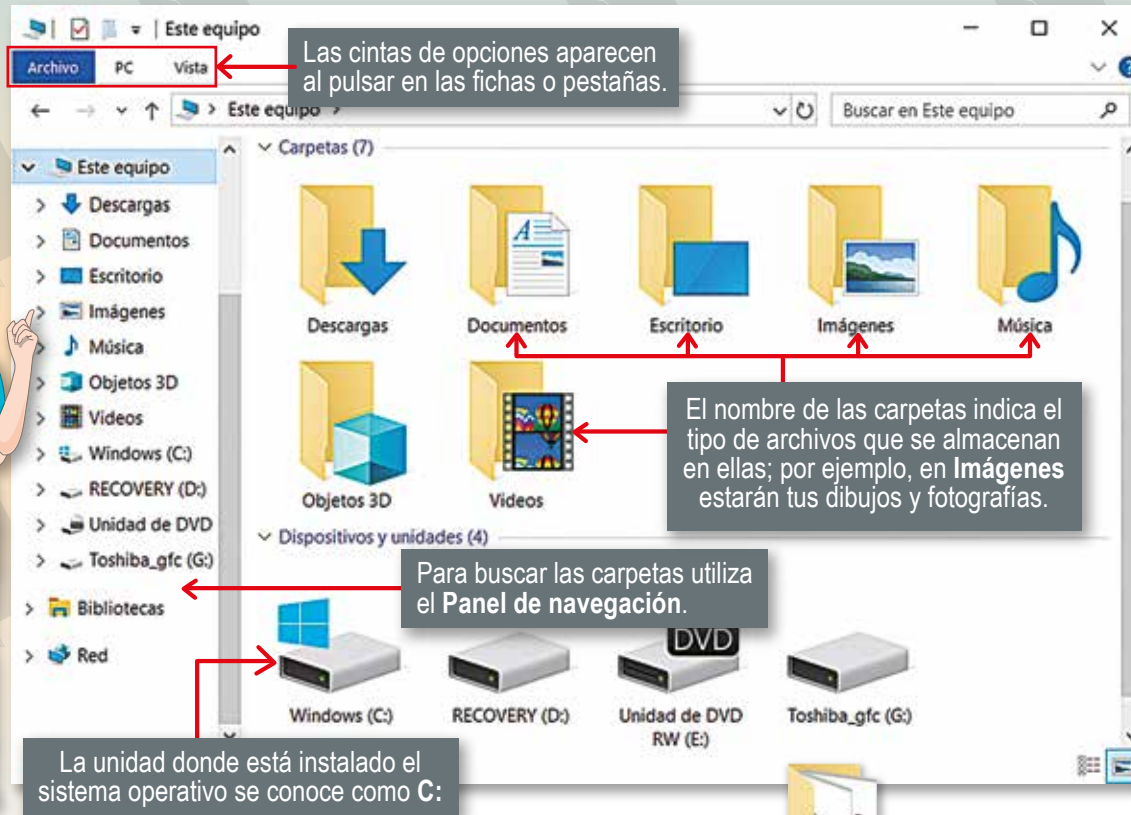 Este equipo
Las cintas de opciones aparecen
al pulsar en las fichas o pestañas.
Archivo PC Vista
Este equipo
Buscar en Este equipo
Este equipo
Descargas
Documentos
Escritorio
Imágenes
Música
Objetos 3D
Videos
Windows (C:)
RECOVERY (D:)
Unidad de DVD
Toshiba_gfc (G:)
Bibliotecas
Red
Carpetas (7)
Descargas
Documentos
Escritorio
Imágenes
Música
El nombre de las carpetas indica el
tipo de archivos que se almacenan
en ellas; por ejemplo, en Imágenes
estarán tus dibujos y fotografías.
Objetos 3D
Videos
Dispositivos y unidades (4)
Para buscar las carpetas utiliza
el Panel de navegación.
DVD
Windows (C:)
RECOVERY (D:)
Unidad de DVD
RW (E:)
Toshiba_gfc (G:)
La unidad donde está instalado el
sistema operativo se conoce como C: